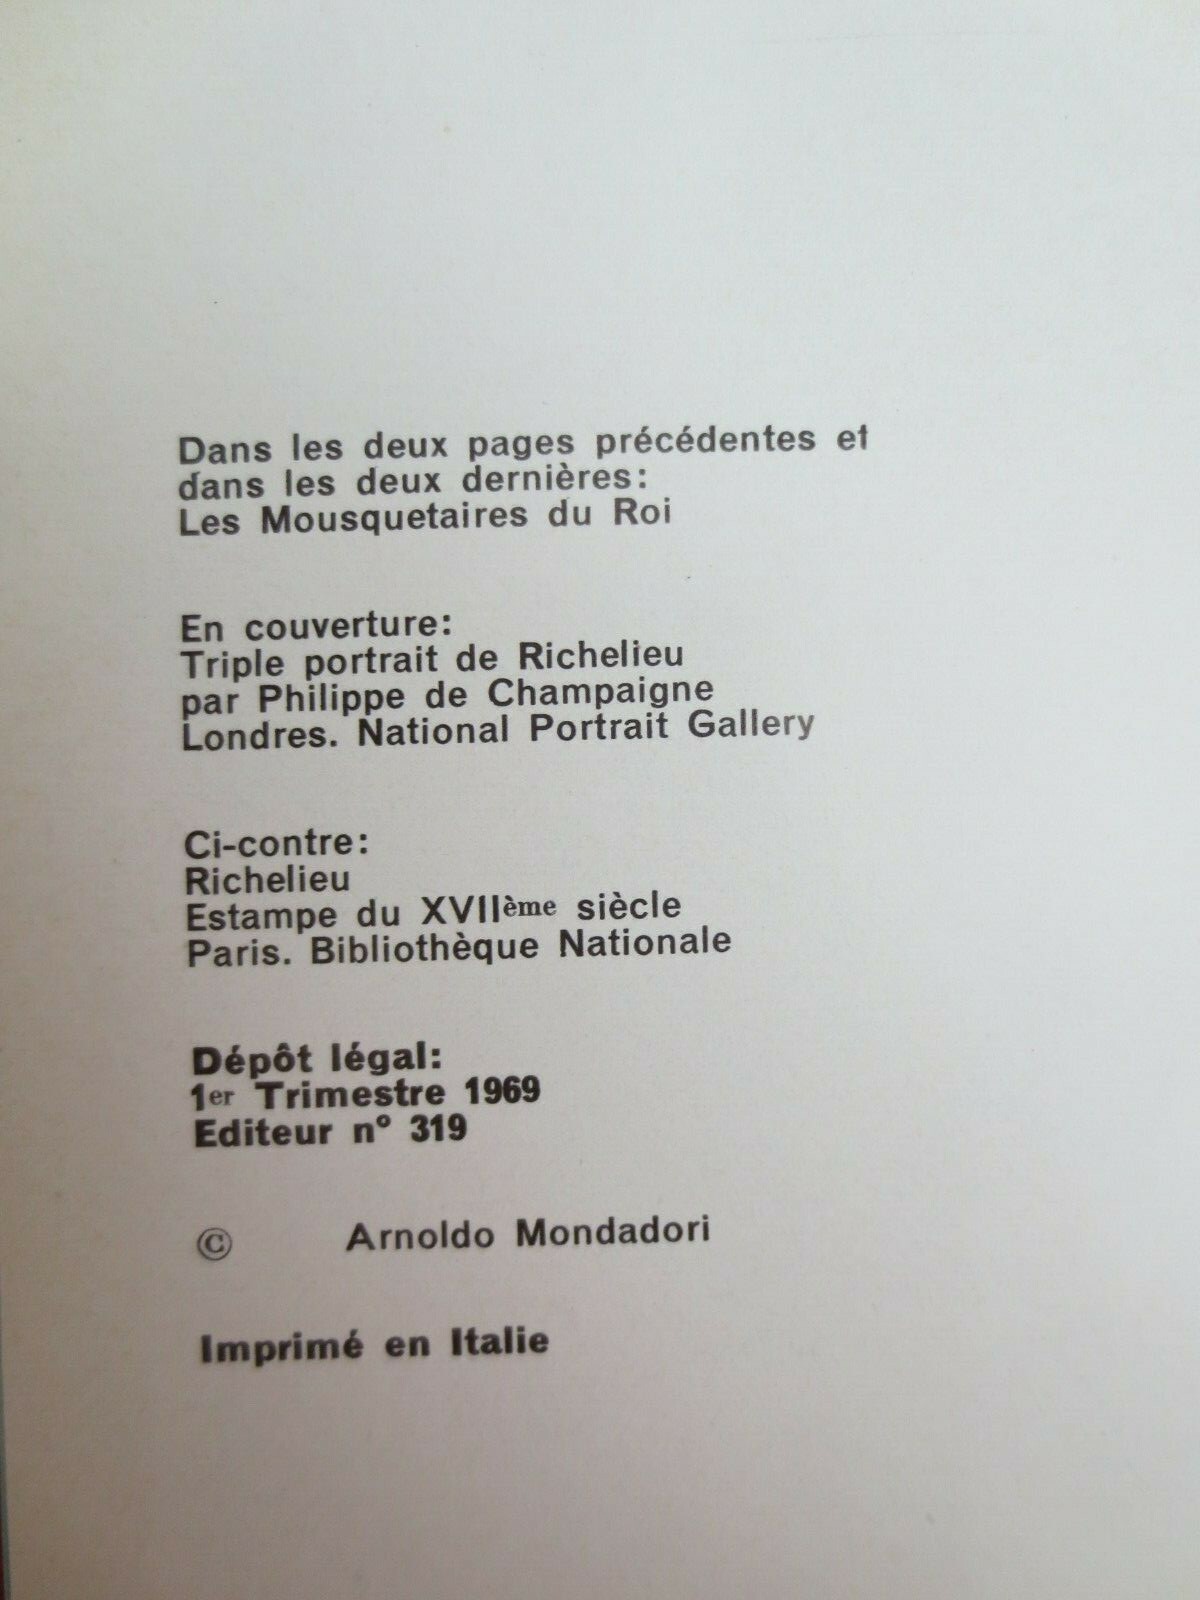 Dans les deux pages précédentes et
dans les deux dernières:
Les Mousquetaires du Roi
En couverture:
Triple portrait de Richelieu
par Philippe de Champaigne
Londres. National Portrait Gallery
Ci-contre:
Richelieu
Estampe du XVIIème siècle
Paris. Bibliothèque Nationale
Dépôt légal:
1er Trimestre 1969
Editeur n° 319
© Arnoldo Mondadori
Imprimé en Italie